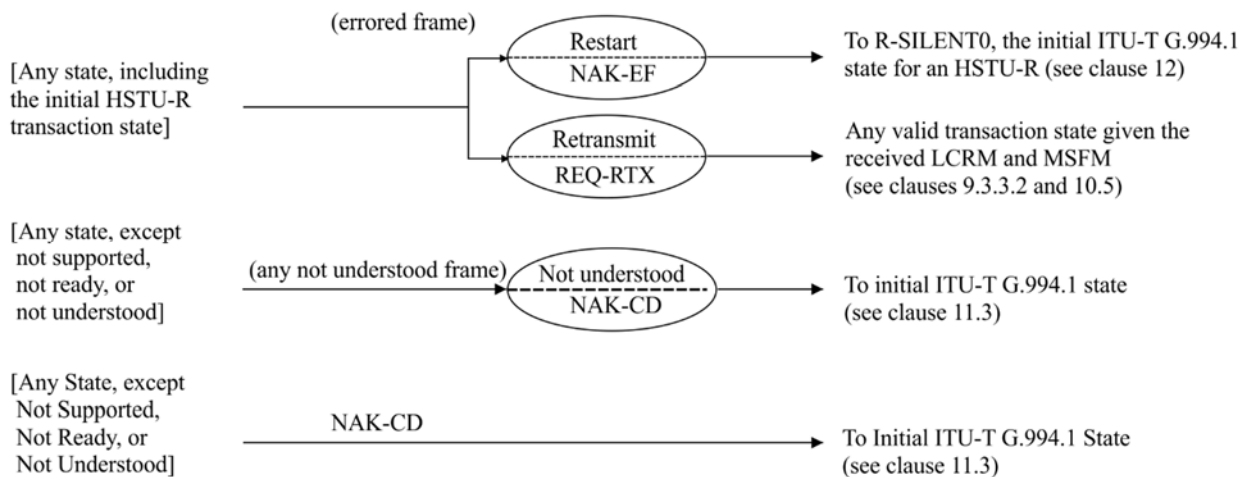 (errored frame)
Restart
NAK-EF
To R-SILENT0, the initial ITU-T G.994.1
state for an HSTU-R (see clause 12)
[Any state, including
the initial HSTU-R
transaction state]
Retransmit
REQ-RTX
Any valid transaction state given the
received LCRM and MSFM
(see clauses 9.3.3.2 and 10.5)
[Any state, except
not supported,
not ready, or
not understood]
(any not understood frame)
Not understood
NAK-CD
To initial ITU-T G.994.1 state
(see clause 11.3)
[Any State, except
Not Supported,
Not Ready, or
Not Understood]
NAK-CD
To Initial ITU-T G.994.1 State
(see clause 11.3)